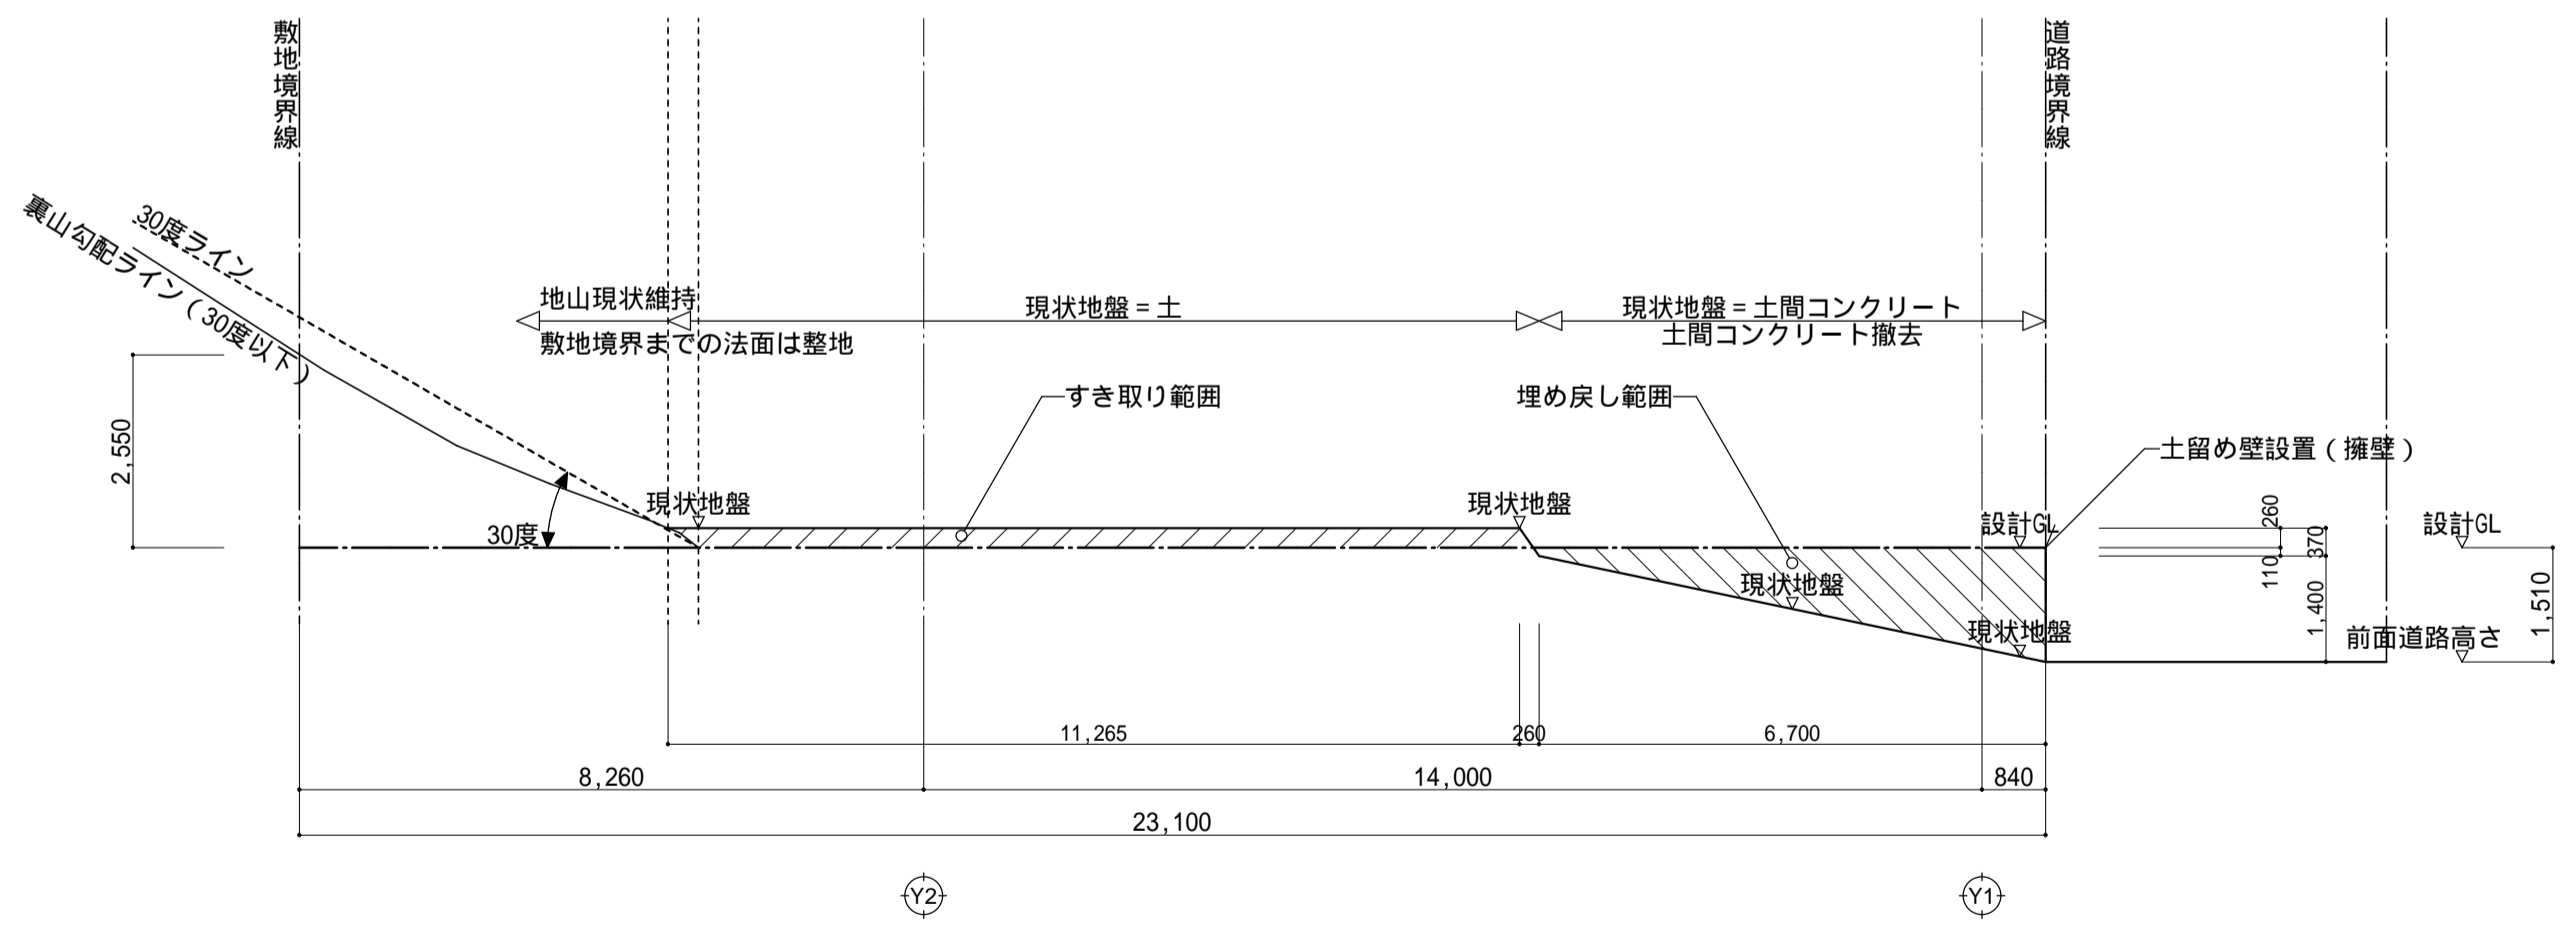 敷地境界線
道路境界線
30度ライン
裏山勾配ライン（30度以下）
地山現状維持
敷地境界までの法面は整地
現状地盤＝土
現状地盤＝土間コンクリート
土間コンクリート撤去
すき取り範囲
埋め戻し範囲
土留め壁設置（擁壁）
2,550
30度
現状地盤
現状地盤
設計GL
260
370
110
設計GL
現状地盤
1,400
1,510
現状地盤
前面道路高さ
11,265
260
6,700
8,260
14,000
840
23,100
Y2
Y1